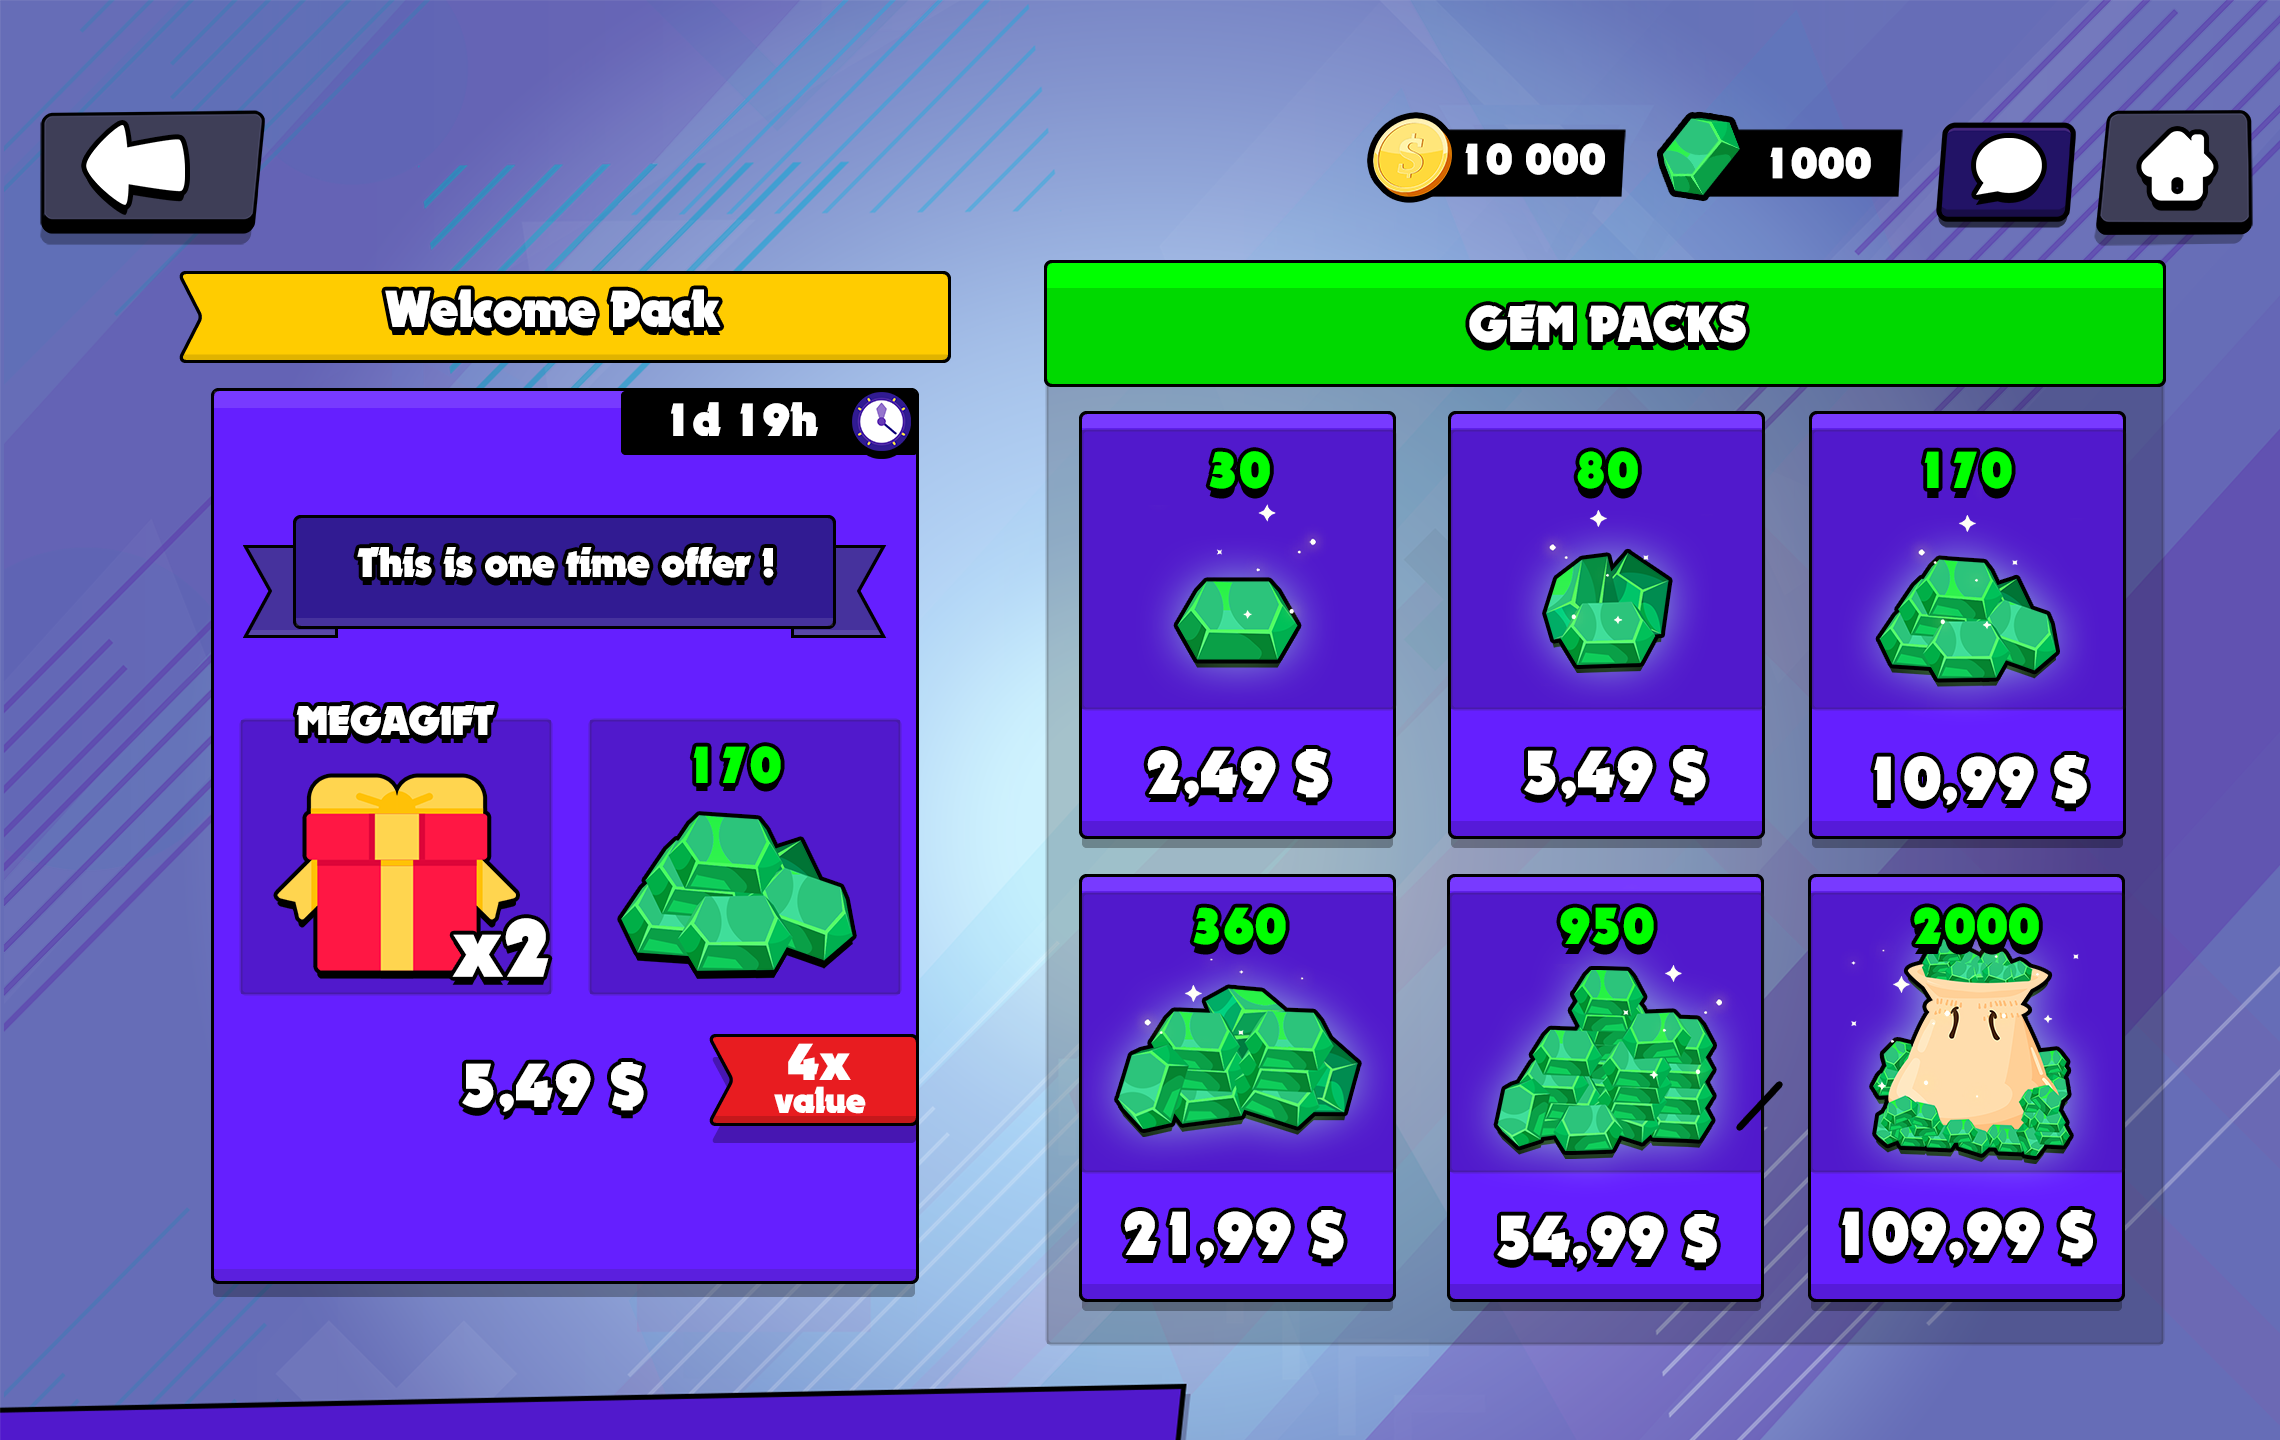 10 000
1000
Welcome Pack
1d 19h
This is one time offer !
MEGAGIFT
x2
170
5,49 $
4x
value
GEM PACKS
30
2,49 $
80
5,49 $
170
10,99 $
360
21,99 $
950
54,99 $
2000
109,99 $